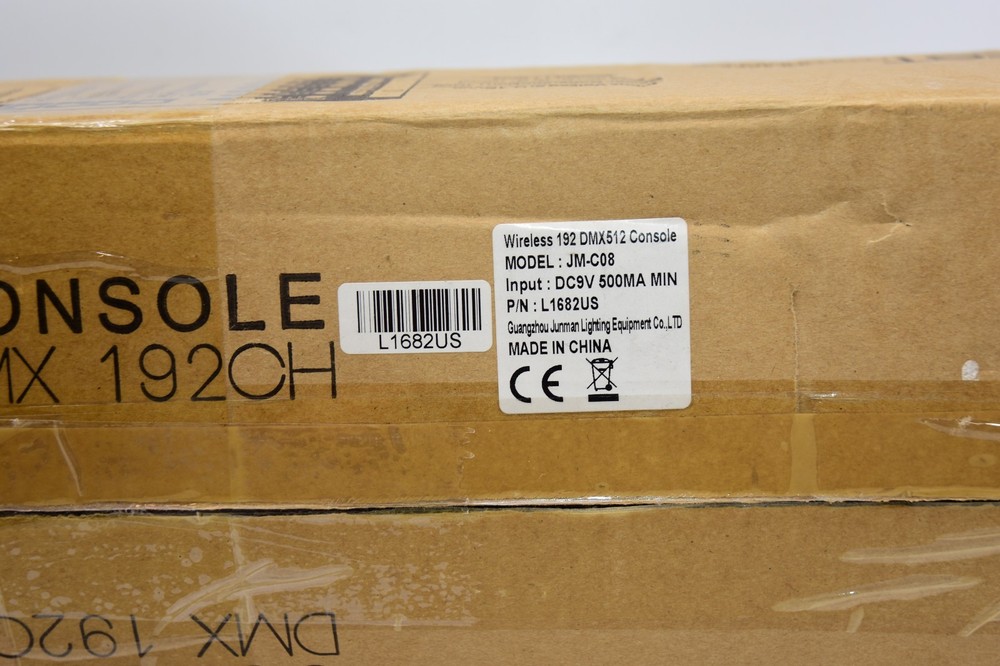 ONSOLE
MX 192CH
L1682US
Wireless 192 DMX512 Console
MODEL : JM-C08
Input : DC9V 500MA MIN
P/N : L1682US
Guangzhou Junman Lighting Equipment Co.,LTD
MADE IN CHINA
CE
DMX 192C